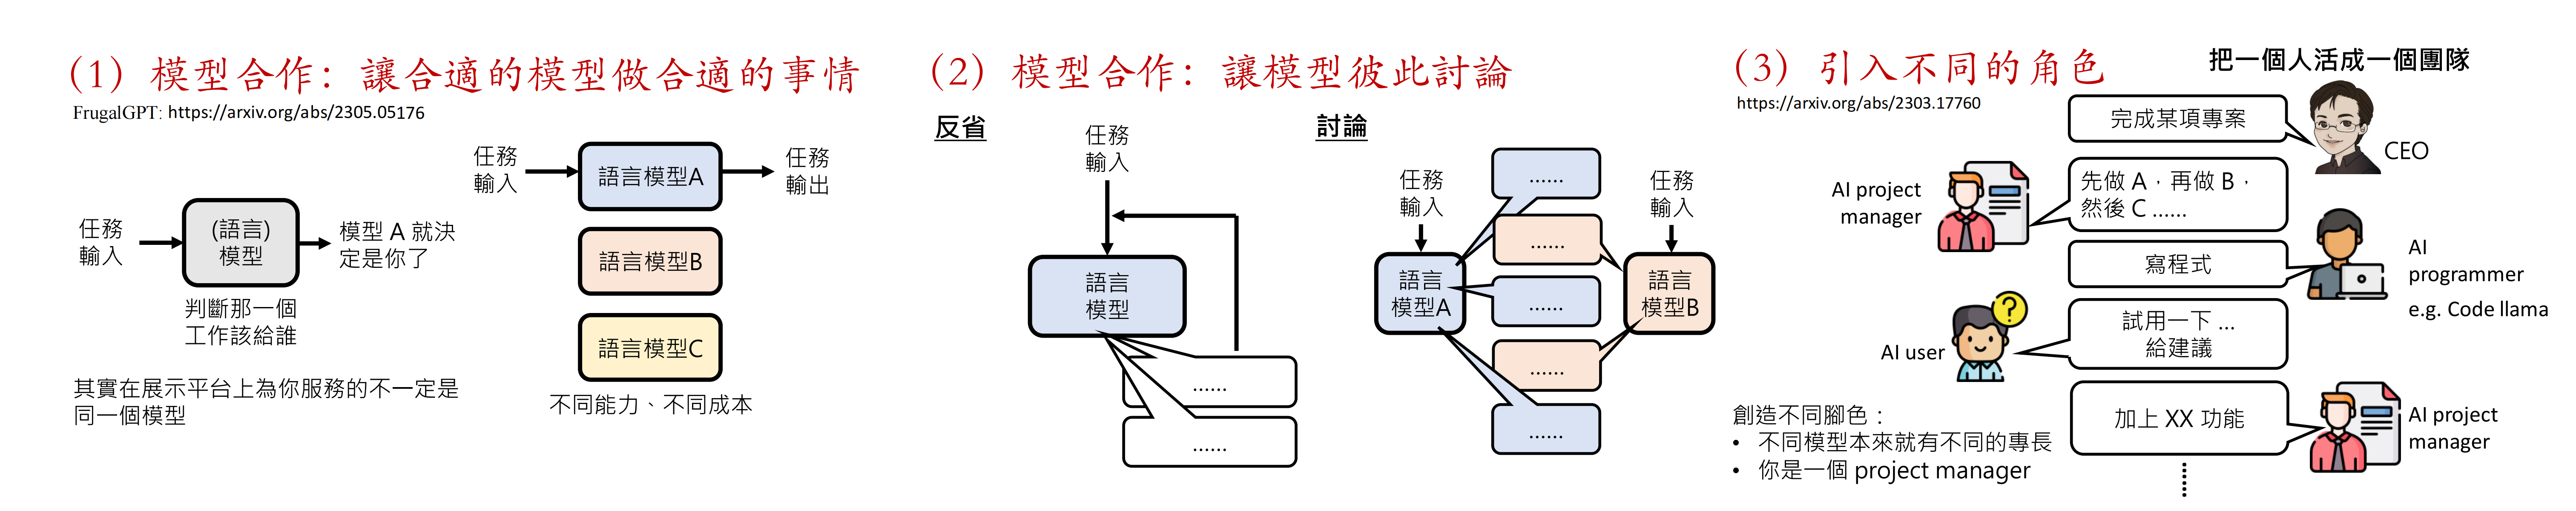 (1) 模型合作: 讓合適的模型做合適的事情
FrugalGPT: https://arxiv.org/abs/2305.05176
任務
輸入
(語言)
模型
模型 A 就決
定是你了
判斷那一個
工作該給誰
任務
輸入
語言模型A
任務
輸出
語言模型B
語言模型C
不同能力、不同成本
其實在展示平台上為你服務的不一定是
同一個模型
(2) 模型合作: 讓模型彼此討論
反省
任務
輸入
語言
模型
......
......
討論
任務
輸入
語言
模型A
......
......
......
......
......
任務
輸入
語言
模型B
(3) 引入不同的角色
https://arxiv.org/abs/2303.17760
把一個人活成一個團隊
完成某項專案
CEO
AI project
manager
先做 A，再做 B，
然後 C ......
寫程式
AI
programmer
e.g. Code llama
AI user
試用一下 ...
給建議
加上 XX 功能
AI project
manager
創造不同腳色：
• 不同模型本來就有不同的專長
• 你是一個 project manager